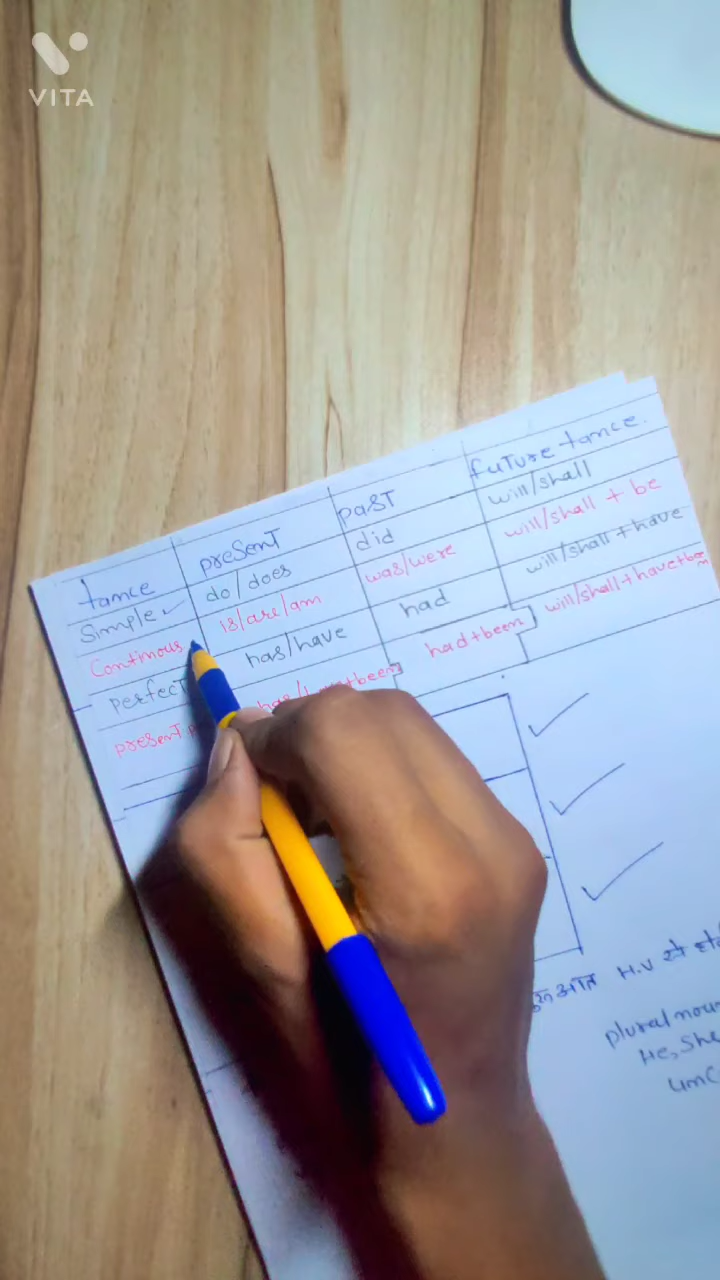 VITA
tance present past future tance.
Simple do/does did will/shall
Continous is/are/am was/were will/shall + be
perfect has/have had will/shall + have
present has/ +been had+been will/shall+have+been
H.V से
plural noun
He, She